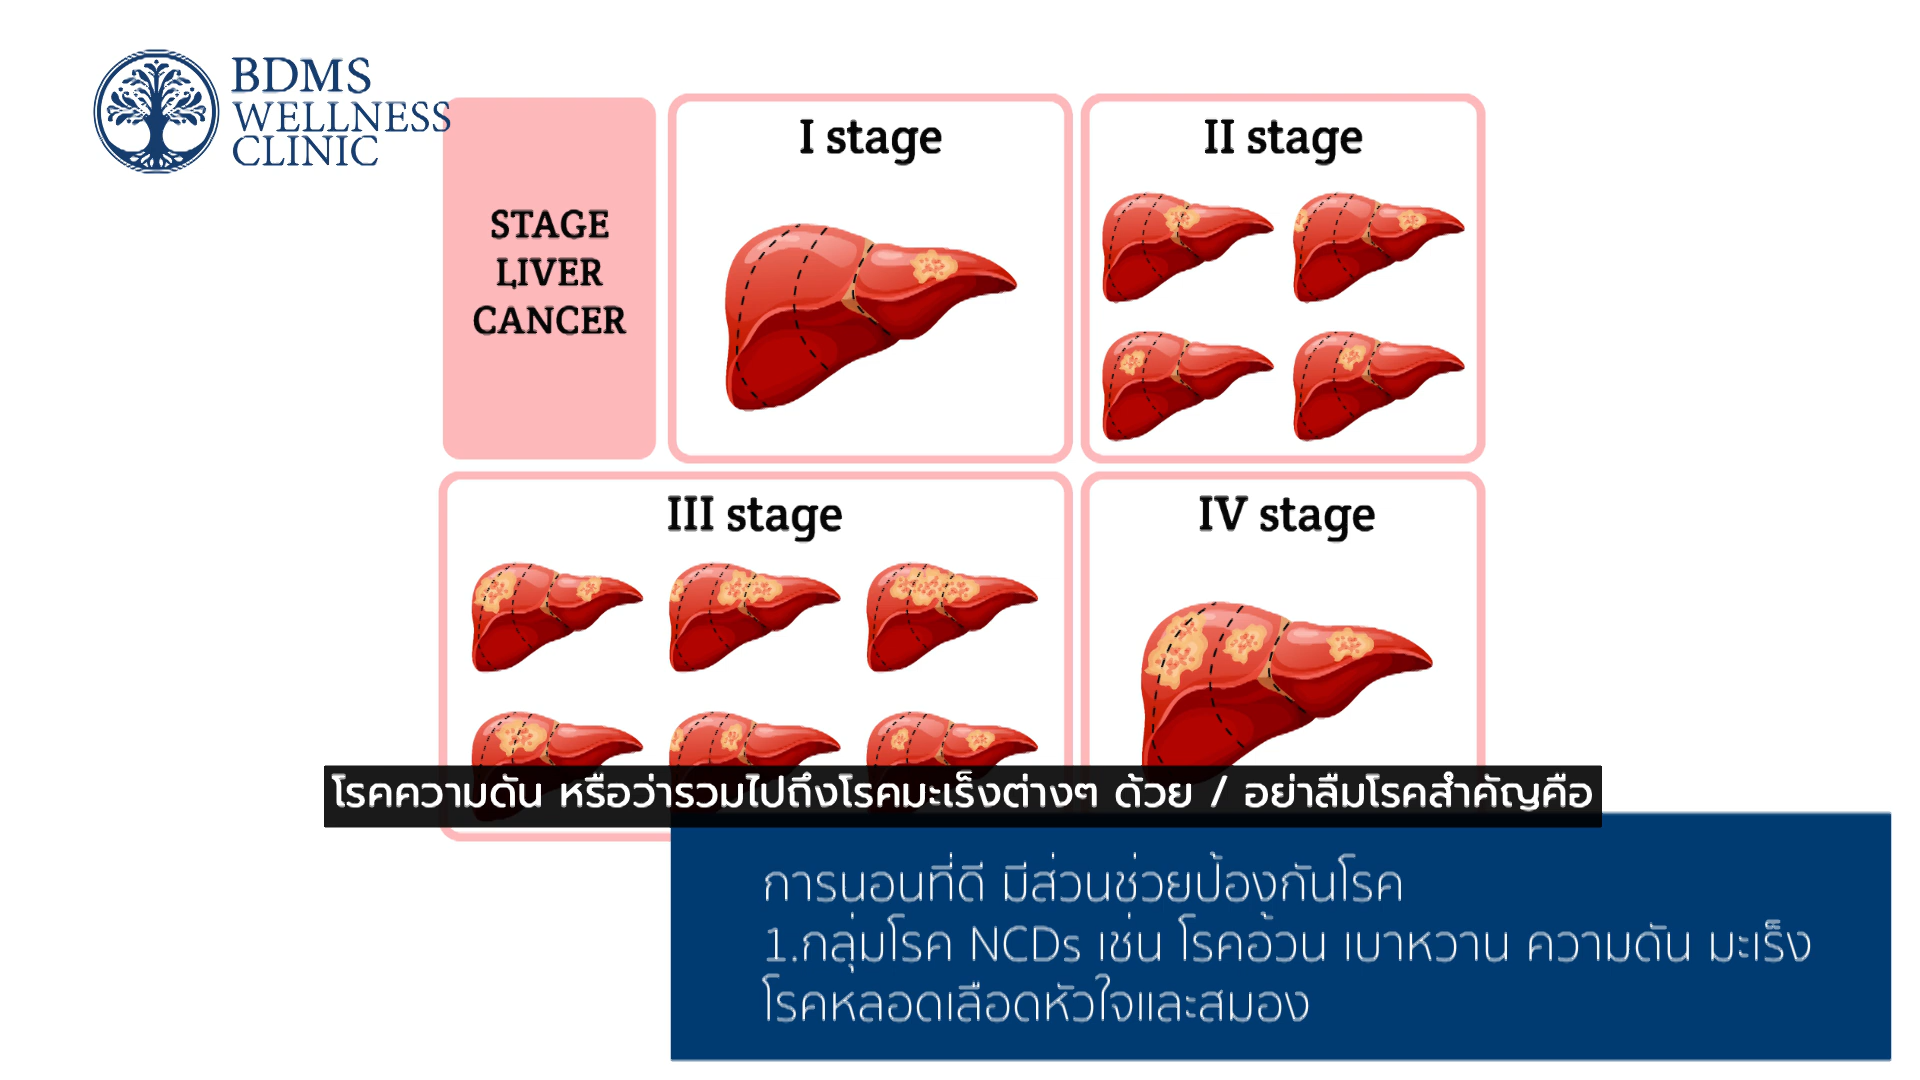 BDMS
WELLNESS
CLINIC
STAGE
LIVER
CANCER
I stage
II stage
III stage
IV stage
โรคความดัน หรือว่ารวมไปถึงโรคมะเร็งต่างๆ ด้วย / อย่าลืมโรคสำคัญคือ
การนอนที่ดี มีส่วนช่วยป้องกันโรค
1.กลุ่มโรค NCDs เช่น โรคอ้วน เบาหวาน ความดัน มะเร็ง
โรคหลอดเลือดหัวใจและสมอง